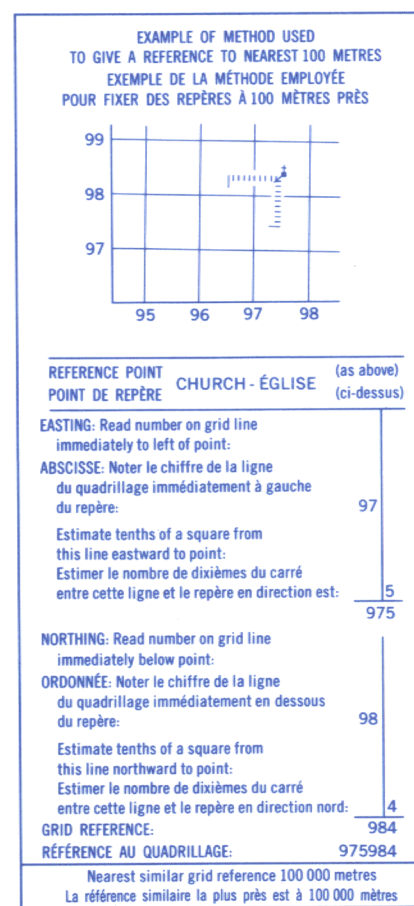 EXAMPLE OF METHOD USED
TO GIVE A REFERENCE TO NEAREST 100 METRES
EXEMPLE DE LA MÉTHODE EMPLOYÉE
POUR FIXER DES REPÈRES À 100 MÈTRES PRÈS
99
98
97
95 96 97 98
REFERENCE POINT
POINT DE REPÈRE
CHURCH - ÉGLISE
(as above)
(ci-dessus)
EASTING: Read number on grid line
immediately to left of point:
ABSCISSE: Noter le chiffre de la ligne
du quadrillage immédiatement à gauche
du repère: 97
Estimate tenths of a square from
this line eastward to point:
Estimer le nombre de dixièmes du carré
entre cette ligne et le repère en direction est: 5
975
NORTHING: Read number on grid line
immediately below point:
ORDONNÉE: Noter le chiffre de la ligne
du quadrillage immédiatement en dessous
du repère: 98
Estimate tenths of a square from
this line northward to point:
Estimer le nombre de dixièmes du carré
entre cette ligne et le repère en direction nord: 4
GRID REFERENCE: 984
RÉFÉRENCE AU QUADRILLAGE: 975984
Nearest similar grid reference 100 000 metres
La référence similaire la plus près est à 100 000 mètres